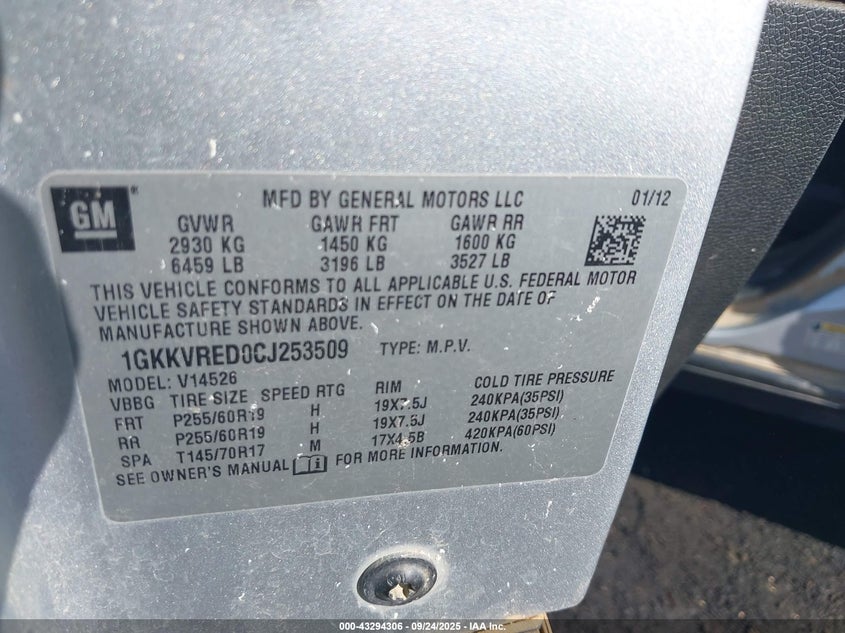 GM® MFD BY GENERAL MOTORS LLC 01/12
GVWR GAWR FRT GAWR RR
2930 KG 1450 KG 1600 KG
6459 LB 3196 LB 3527 LB
THIS VEHICLE CONFORMS TO ALL APPLICABLE U.S. FEDERAL MOTOR
VEHICLE SAFETY STANDARDS IN EFFECT ON THE DATE OF
MANUFACTURE SHOWN ABOVE.
1GKKVRED0CJ253509 TYPE: M.P.V.
MODEL: V14526
VBBG TIRE SIZE SPEED RTG RIM COLD TIRE PRESSURE
FRT P255/60R19 H 19X7.5J 240KPA(35PSI)
RR P255/60R19 H 19X7.5J 240KPA(35PSI)
SPA T145/70R17 M 17X4.5B 420KPA(60PSI)
SEE OWNER'S MANUAL FOR MORE INFORMATION.
000-43294306 - 09/24/2025 - IAAI.COM